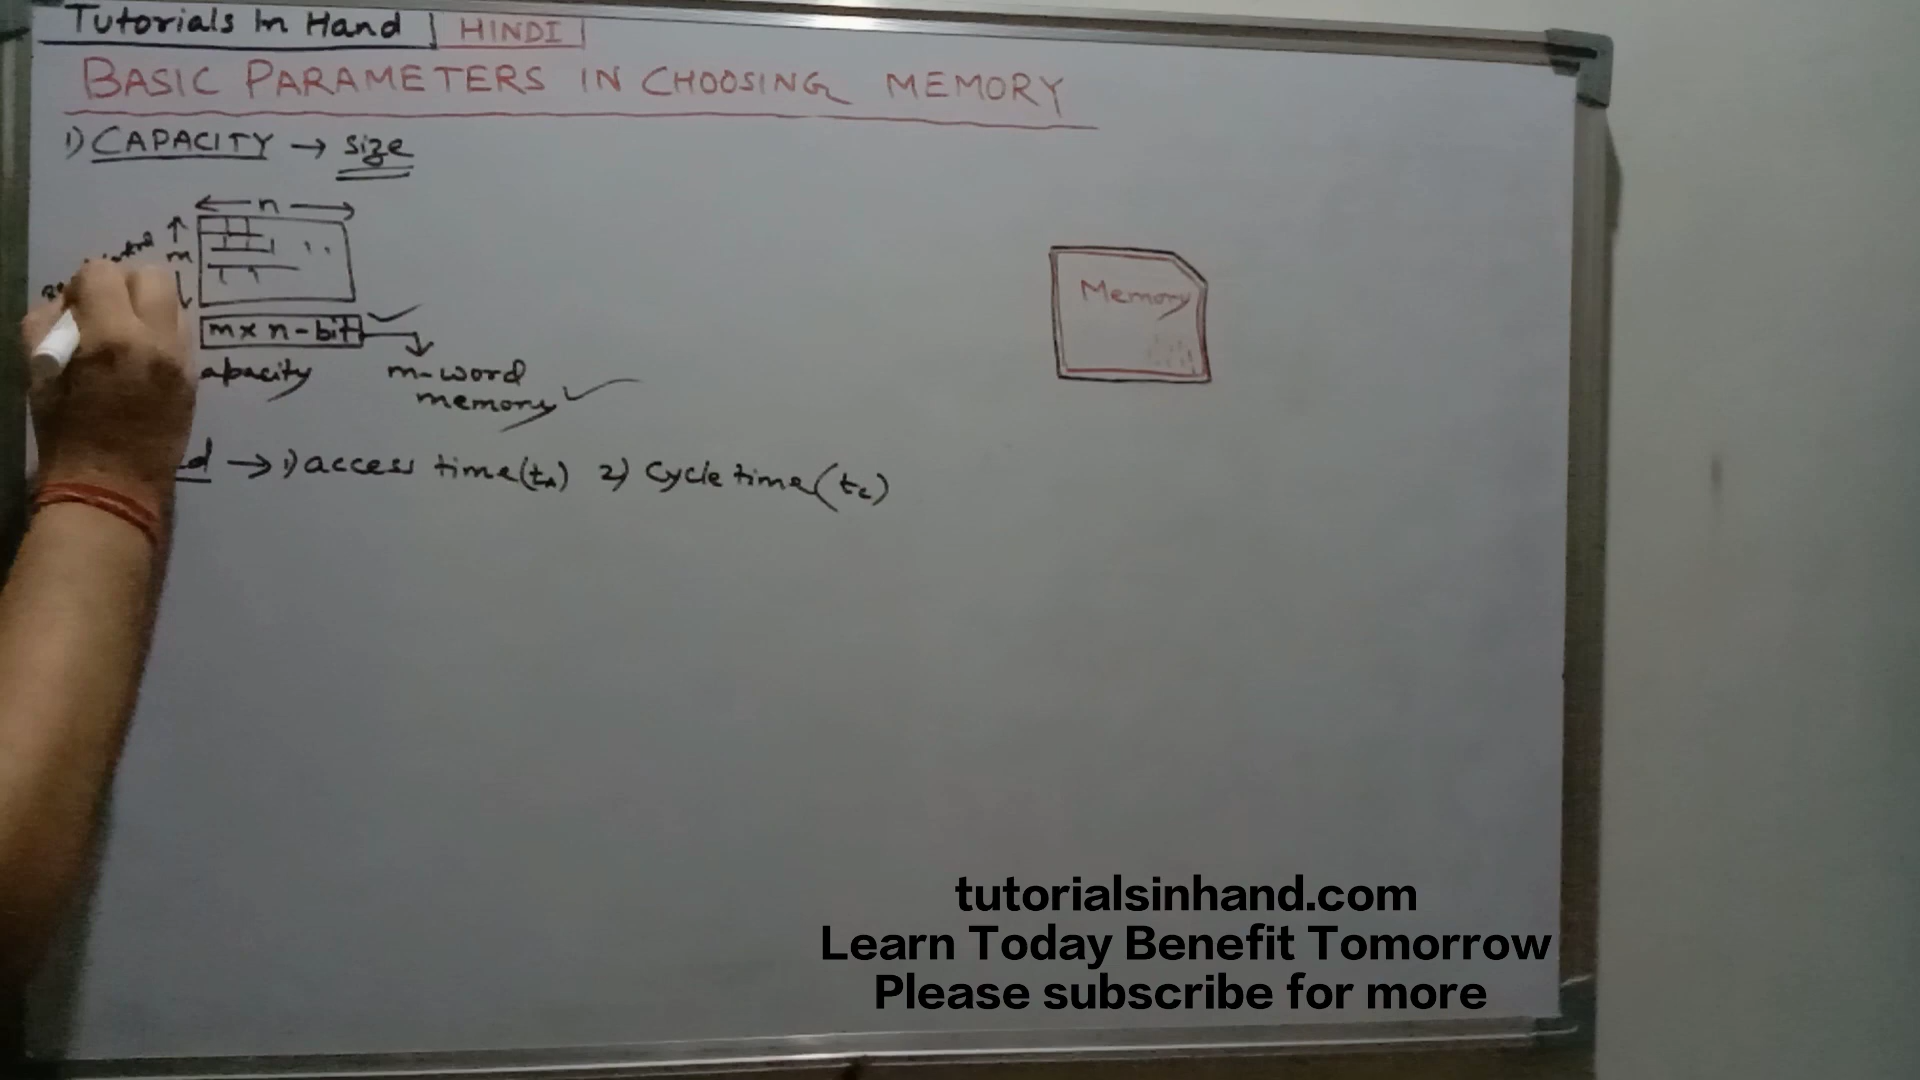 Tutorials In Hand | HINDI
BASIC PARAMETERS IN CHOOSING MEMORY
1) CAPACITY → size
n
m
m x n-bit
apacity
m-word
memory
Memory
d → 1) access time (tA) 2) Cycle time (tc)
tutorialsinhand.com
Learn Today Benefit Tomorrow
Please subscribe for more